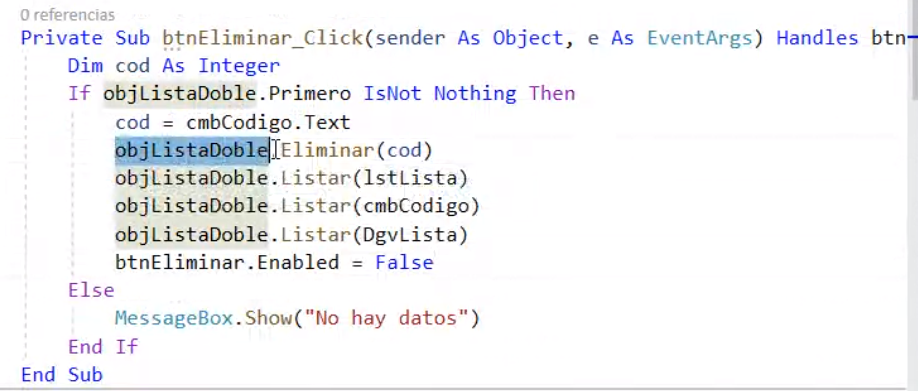 0 referencias
Private Sub btnEliminar_Click(sender As Object, e As EventArgs) Handles btn
Dim cod As Integer
If objListaDoble.Primero IsNot Nothing Then
cod = cmbCodigo.Text
objListaDoble.Eliminar(cod)
objListaDoble.Listar(lstLista)
objListaDoble.Listar(cmbCodigo)
objListaDoble.Listar(DgvLista)
btnEliminar.Enabled = False
Else
MessageBox.Show("No hay datos")
End If
End Sub